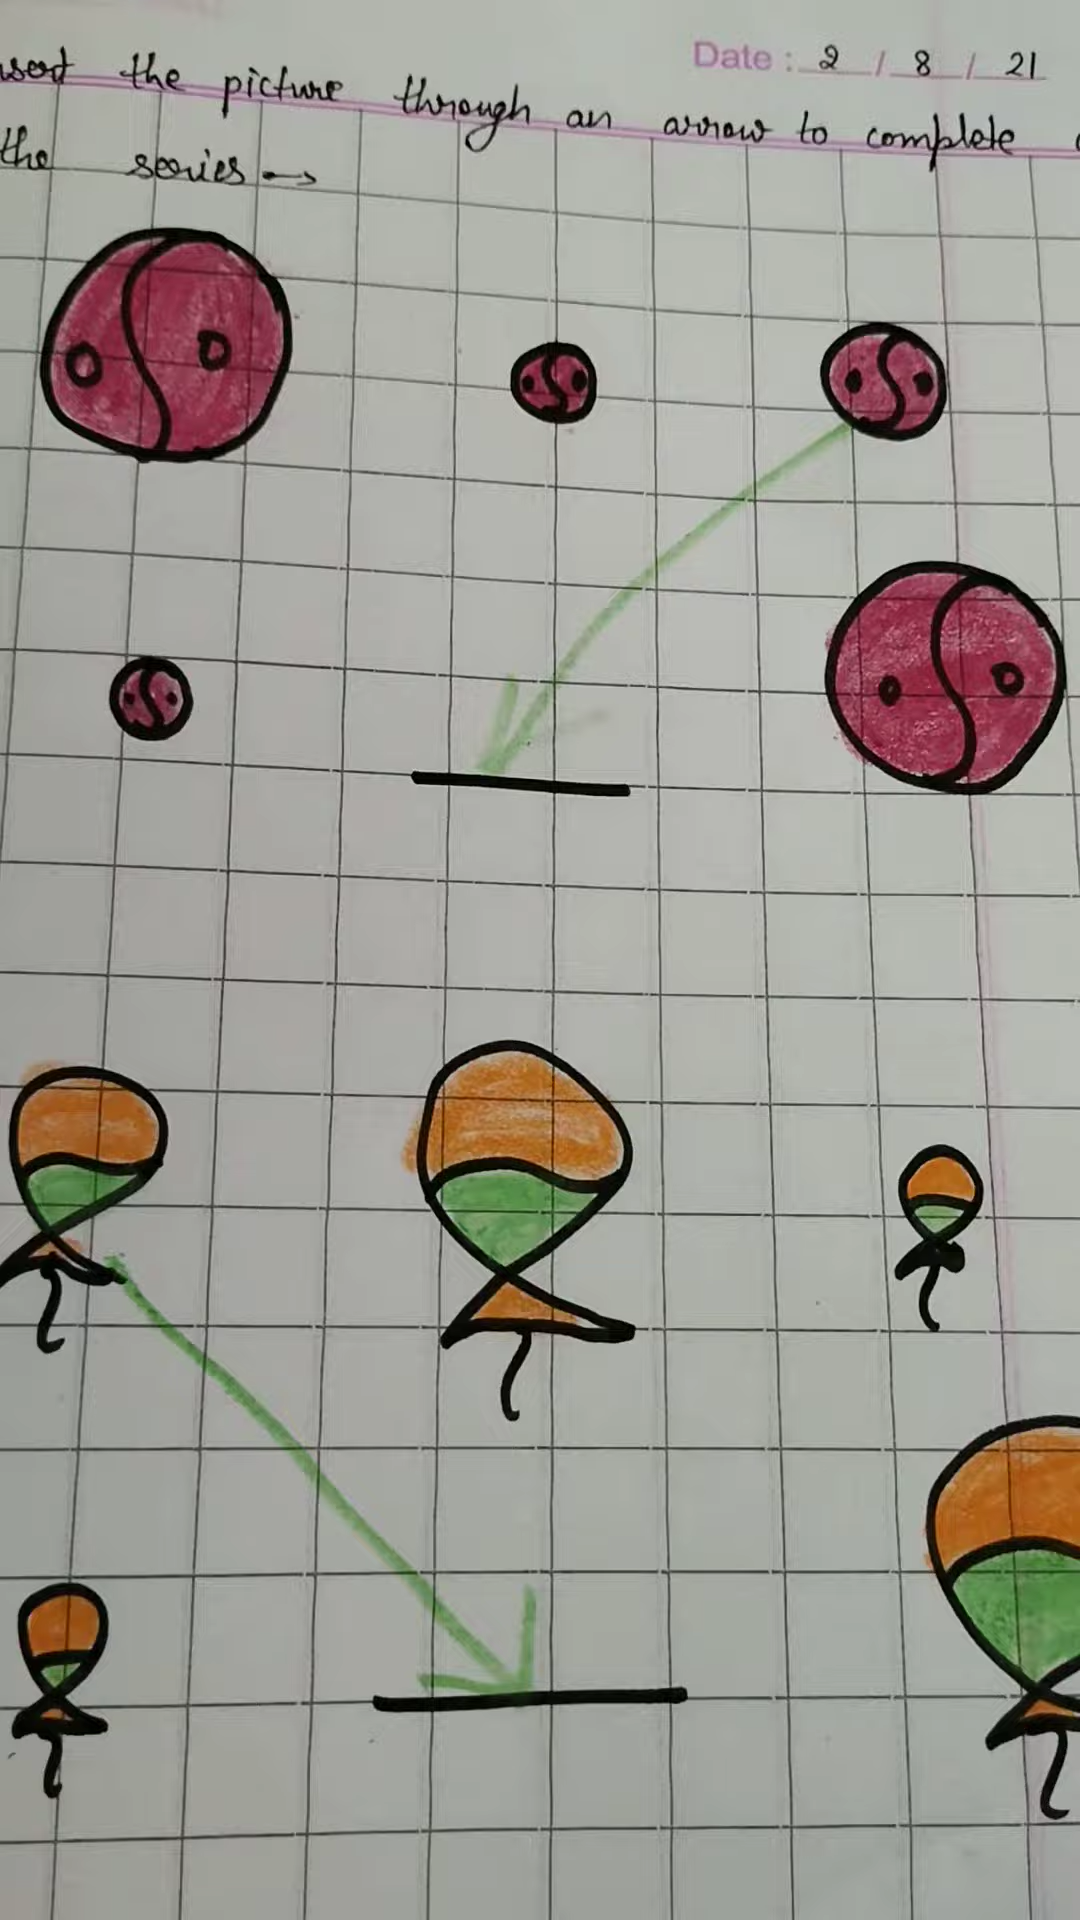 Date : 2 / 8 / 21
the picture through an arrow to complete
the series →